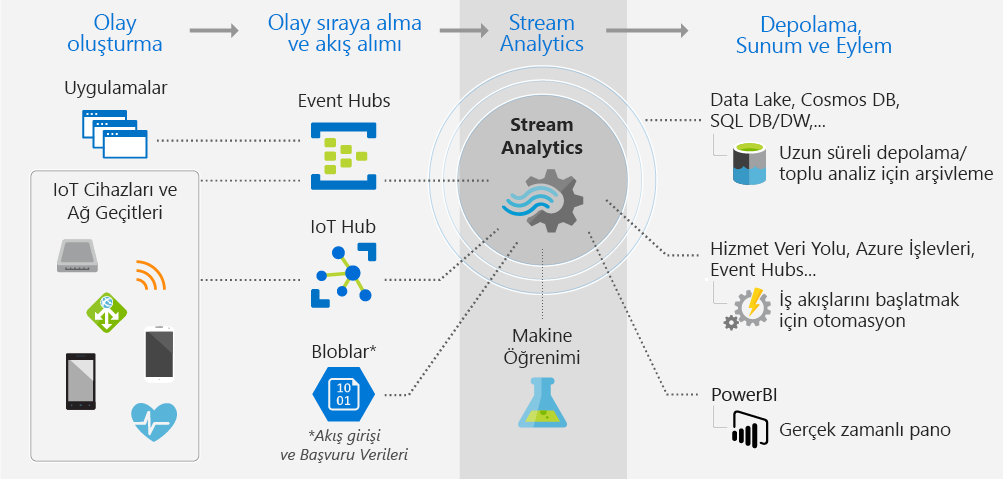 Olay
oluşturma
Olay sıraya alma
ve akış alımı
Stream
Analytics
Depolama,
Sunum ve Eylem
Uygulamalar
IoT Cihazları ve
Ağ Geçitleri
Event Hubs
IoT Hub
Bloblar*
10
01
*Akış girişi
ve Başvuru Verileri
Stream
Analytics
Makine
Öğrenimi
Data Lake, Cosmos DB,
SQL DB/DW,...
Uzun süreli depolama/
toplu analiz için arşivleme
Hizmet Veri Yolu, Azure İşlevleri,
Event Hubs...
İş akışlarını başlatmak
için otomasyon
PowerBI
Gerçek zamanlı pano